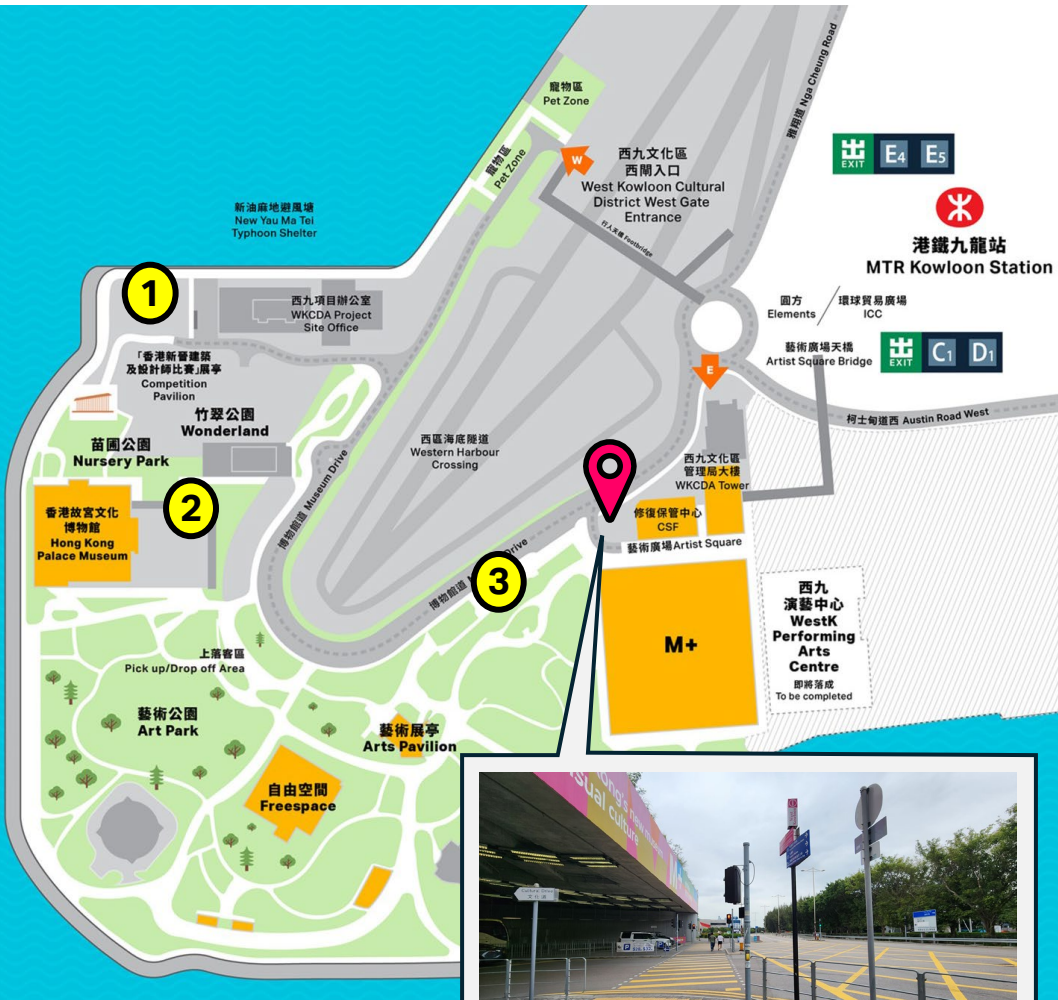 寵物區
Pet Zone
寵物區
Pet Zone
雅翔道 Nga Cheung Road
出
EXIT
E4
E5
W
西九文化區
西閘入口
West Kowloon Cultural
District West Gate
Entrance
行人天橋 Footbridge
新油麻地避風塘
New Yau Ma Tei
Typhoon Shelter
港鐵九龍站
MTR Kowloon Station
1
西九項目辦公室
WKCDA Project
Site Office
圓方
Elements
環球貿易廣場
ICC
藝術廣場天橋
Artist Square Bridge
出
EXIT
C1
D1
E
「香港新晉建築
及設計師比賽」展亭
Competition
Pavilion
竹翠公園
Wonderland
柯士甸道西 Austin Road West
苗圃公園
Nursery Park
西區海底隧道
Western Harbour
Crossing
博物館道 Museum Drive
西九文化區
管理局大樓
WKCDA Tower
2
香港故宮文化
博物館
Hong Kong
Palace Museum
修復保管中心
CSF
藝術廣場Artist Square
博物館道 M
Drive
3
西九
演藝中心
WestK
Performing
Arts
Centre
即將落成
To be completed
M+
上落客區
Pick up/Drop off Area
藝術公園
Art Park
藝術展亭
Arts Pavilion
自由空間
Freespace
ong's new mu
sual culture